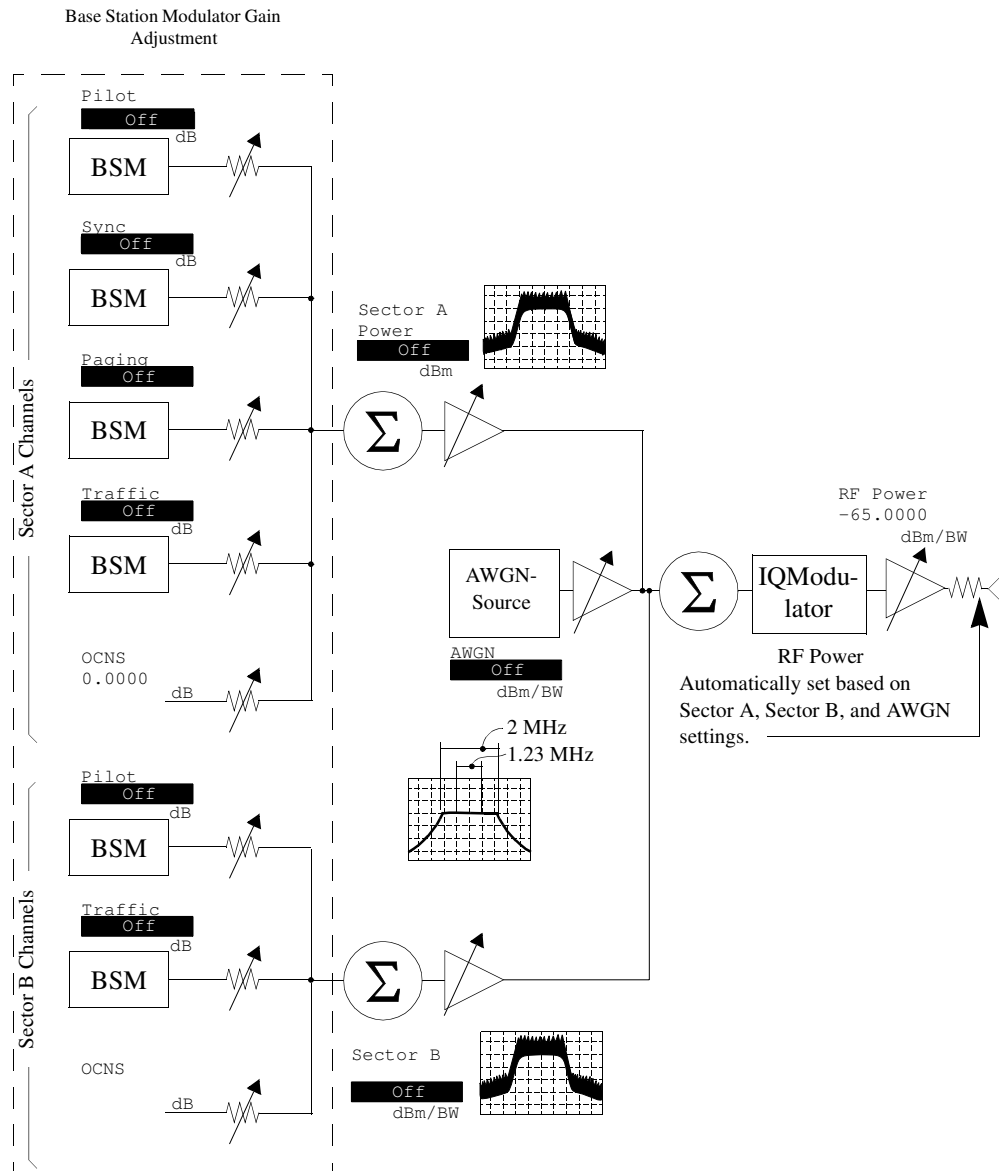 Base Station Modulator Gain
Adjustment
Sector A Channels
Pilot
Off
dB
BSM
Sync
Off
dB
BSM
Paging
Off
BSM
Traffic
Off
dB
BSM
OCNS
0.0000
dB
Sector A
Power
Off
dBm
Σ
AWGN-
Source
AWGN
Off
dBm/BW
2 MHz
1.23 MHz
Σ
IQModu-
lator
RF Power
-65.0000
dBm/BW
RF Power
Automatically set based on
Sector A, Sector B, and AWGN
settings.
Sector B Channels
Pilot
Off
dB
BSM
Traffic
Off
dB
BSM
OCNS
dB
Σ
Sector B
Off
dBm/BW